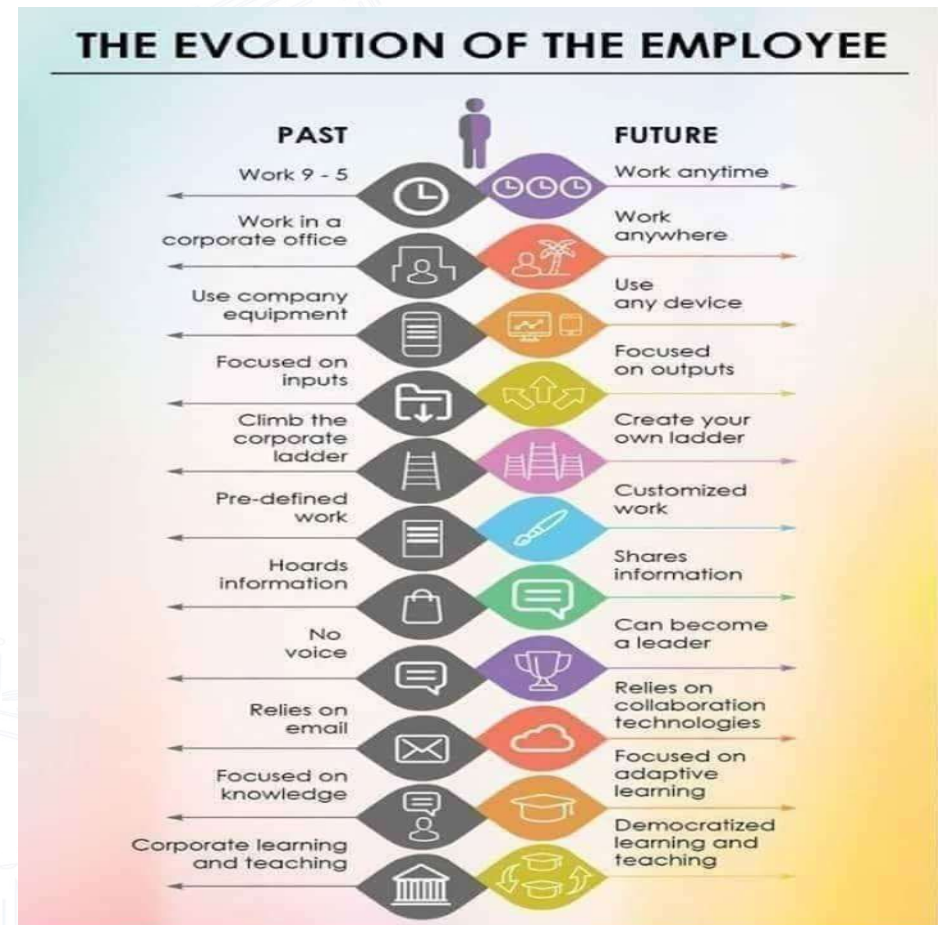 THE EVOLUTION OF THE EMPLOYEE
PAST
FUTURE
Work 9 - 5
Work anytime
Work in a
corporate office
Work
anywhere
Use company
equipment
Use
any device
Focused on
inputs
Focused
on outputs
Climb the
corporate
ladder
Create your
own ladder
Pre-defined
work
Customized
work
Hoards
information
Shares
information
No
voice
Can become
a leader
Relies on
email
Relies on
collaboration
technologies
Focused on
knowledge
Focused on
adaptive
learning
Corporate learning
and teaching
Democratized
learning and
teaching